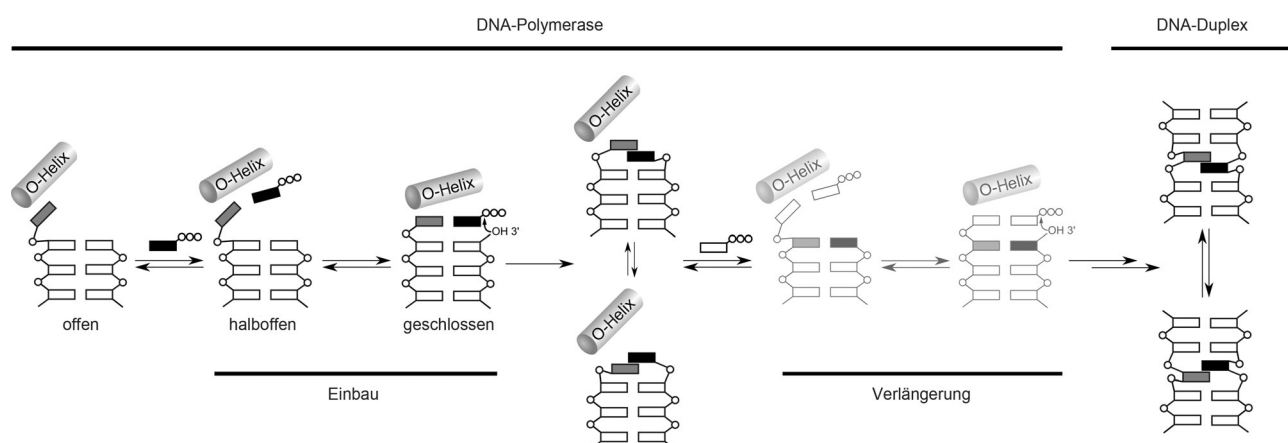 DNA-Polymerase
DNA-Duplex
O-Helix
O-Helix
O-Helix
O-Helix
O-Helix
O-Helix
O-Helix
OH 3'
OH 3'
offen
halboffen
geschlossen
Einbau
Verlängerung